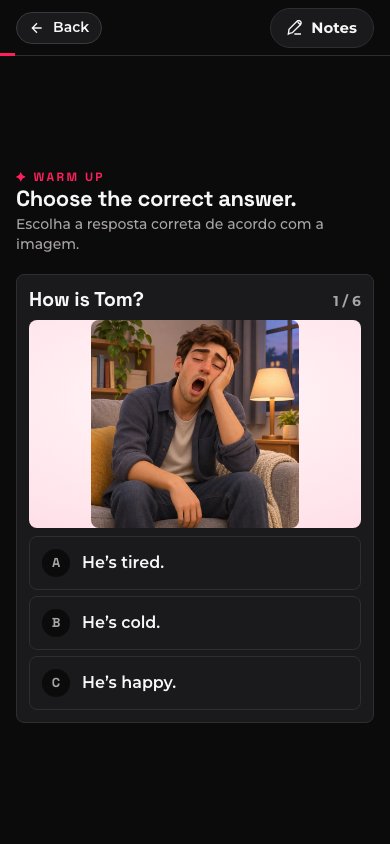 Back
Notes
WARM UP
Choose the correct answer.
Escolha a resposta correta de acordo com a
imagem.
How is Tom?
1 / 6
A He's tired.
B He's cold.
C He's happy.